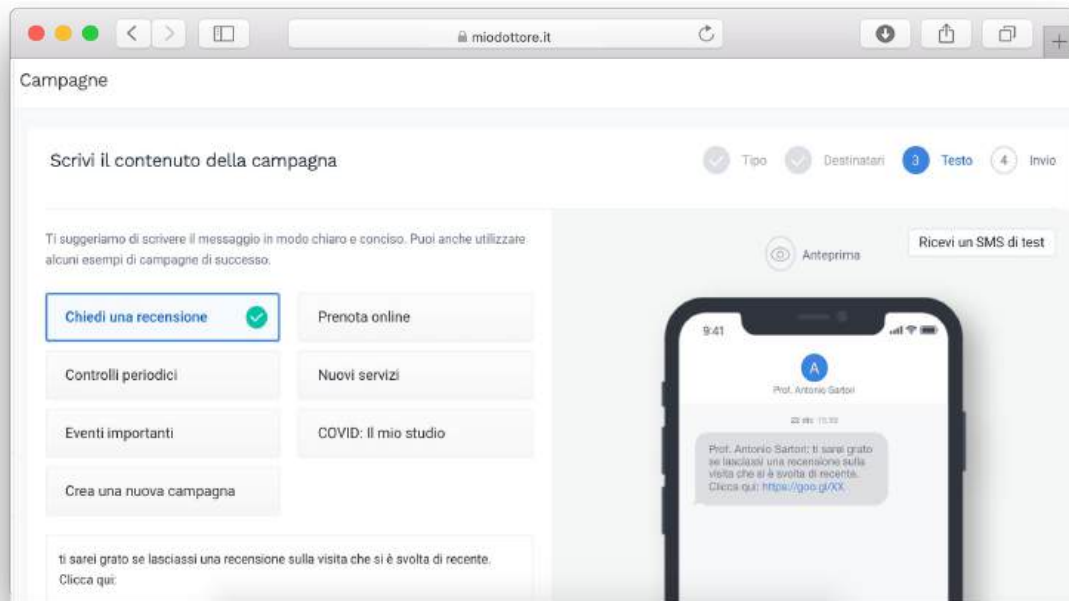 miodottore.it
Campagne
Scrivi il contenuto della campagna
Tipo
Destinatari
3
Testo
4
Invio
Ti suggeriamo di scrivere il messaggio in modo chiaro e conciso. Puoi anche utilizzare
alcuni esempi di campagne di successo.
Chiedi una recensione
Prenota online
Controlli periodici
Nuovi servizi
Eventi importanti
COVID: Il mio studio
Crea una nuova campagna
ti sarei grato se lasciassi una recensione sulla visita che si è svolta di recente.
Clicca qui:
Anteprima
Ricevi un SMS di test
9:41
A
Prof. Antonio Sartori
Prof. Antonio Sartori: ti sarei grato
se lasciassi una recensione sulla
visita che si è svolta di recente.
Clicca qui: https://goo.gl/XX